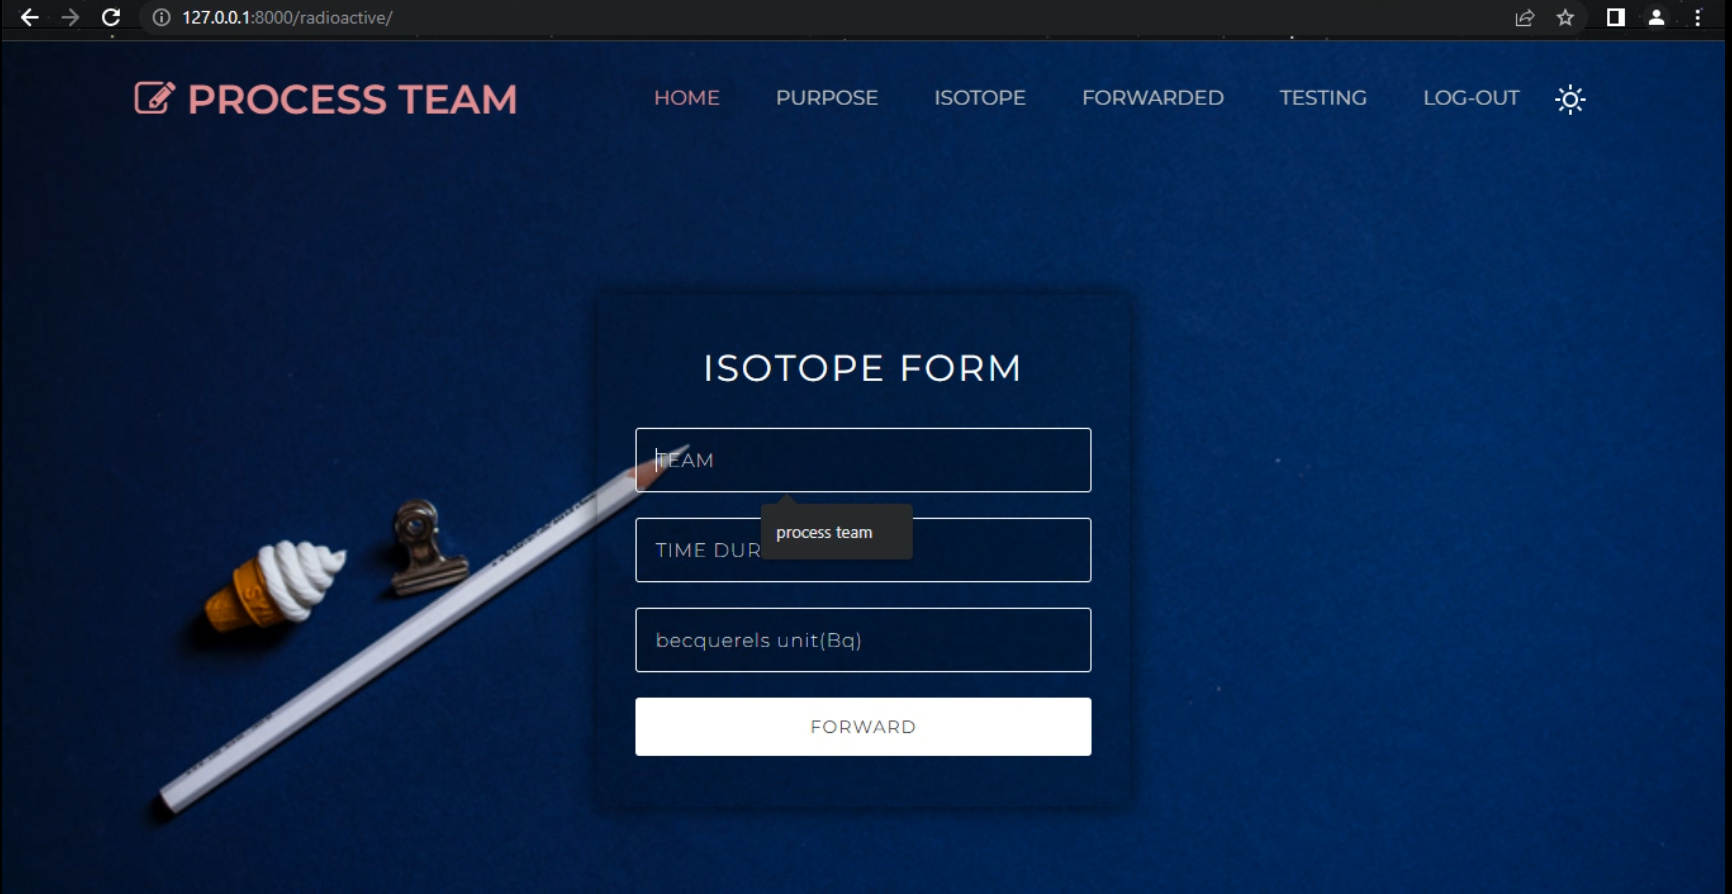 127.0.0.1:8000/radioactive/
PROCESS TEAM
HOME PURPOSE ISOTOPE FORWARDED TESTING LOG-OUT
ISOTOPE FORM
TEAM
process team
TIME DUR
becquerels unit(Bq)
FORWARD